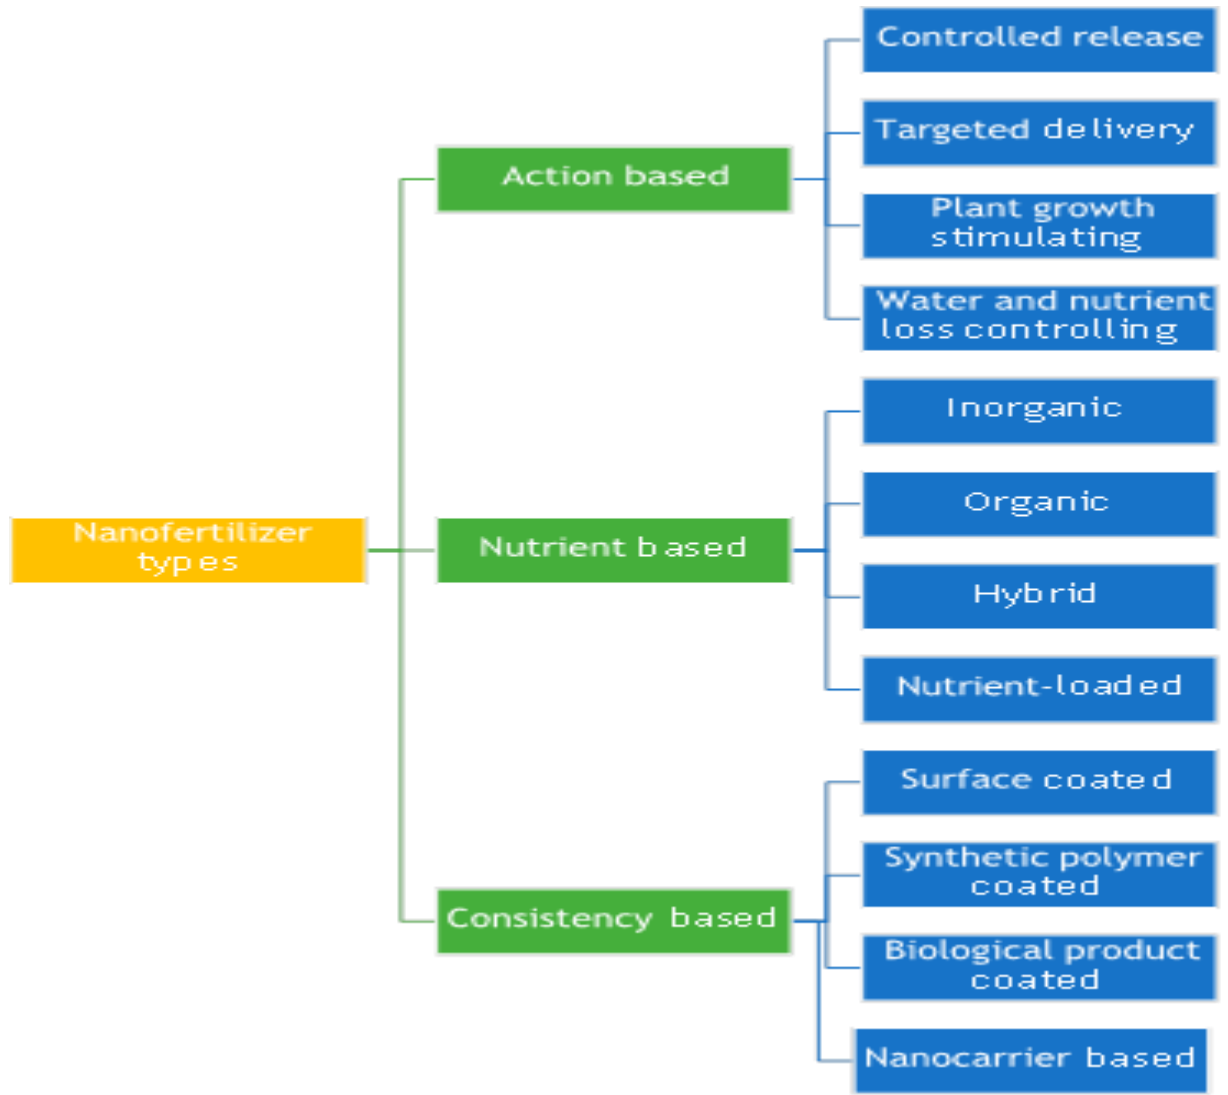 Controlled release
Targeted delivery
Action based
Plant growth
stimulating
Water and nutrient
loss controlling
Inorganic
Organic
Nanofertilizer
types
Nutrient based
Hybrid
Nutrient-loaded
Surface coated
Synthetic polymer
coated
Consistency based
Biological product
coated
Nanocarrier based